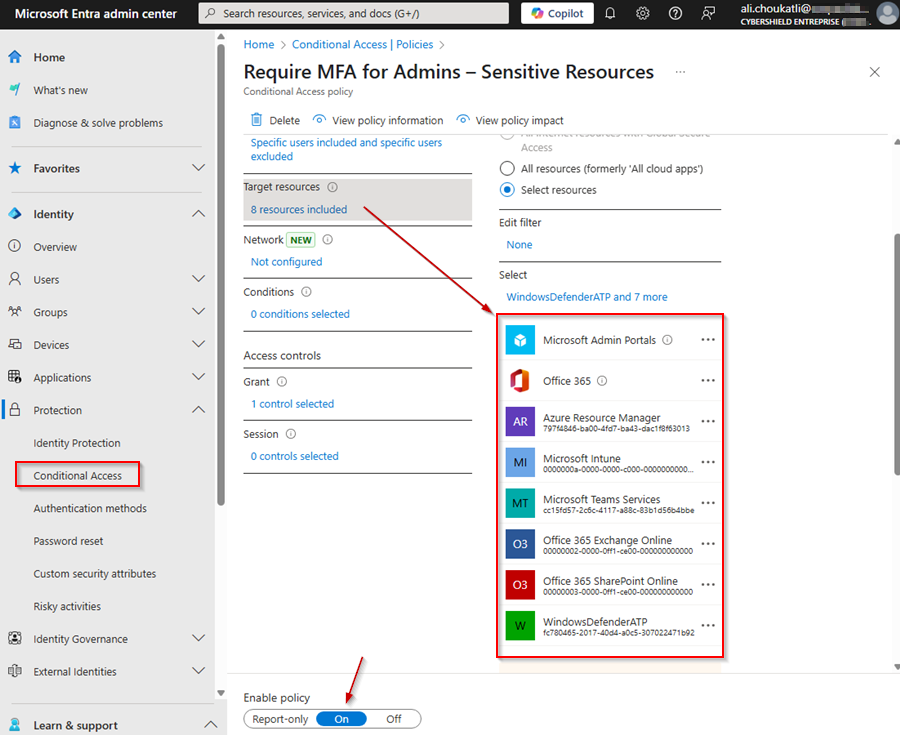 Microsoft Entra admin center
Search resources, services, and docs (G+/)
Copilot
ali.choukatli@
CYBERSHIELD ENTREPRISE (
Home
What's new
Diagnose & solve problems
Favorites
Identity
Overview
Users
Groups
Devices
Applications
Protection
Identity Protection
Conditional Access
Authentication methods
Password reset
Custom security attributes
Risky activities
Identity Governance
External Identities
Learn & support
Home > Conditional Access | Policies >
Require MFA for Admins – Sensitive Resources ...
Conditional Access policy
Delete View policy information View policy impact
Specific users included and specific users
excluded
Target resources
8 resources included
Network NEW
Not configured
Conditions
0 conditions selected
Access controls
Grant
1 control selected
Session
0 controls selected
All internet resources with Global Secure
Access
All resources (formerly 'All cloud apps')
Select resources
Edit filter
None
Select
WindowsDefenderATP and 7 more
Microsoft Admin Portals
Office 365
AR
Azure Resource Manager
797f4846-ba00-4fd7-ba43-dac1f8f63013
MI
Microsoft Intune
0000000a-0000-0000-c000-0000000000...
MT
Microsoft Teams Services
cc15fd57-2c6c-4117-a88c-83b1d56b4bbe
O3
Office 365 Exchange Online
00000002-0000-0ff1-ce00-000000000000
O3
Office 365 SharePoint Online
00000003-0000-0ff1-ce00-000000000000
W
WindowsDefenderATP
fc780465-2017-40d4-a0c5-307022471b92
Enable policy
Report-only On Off